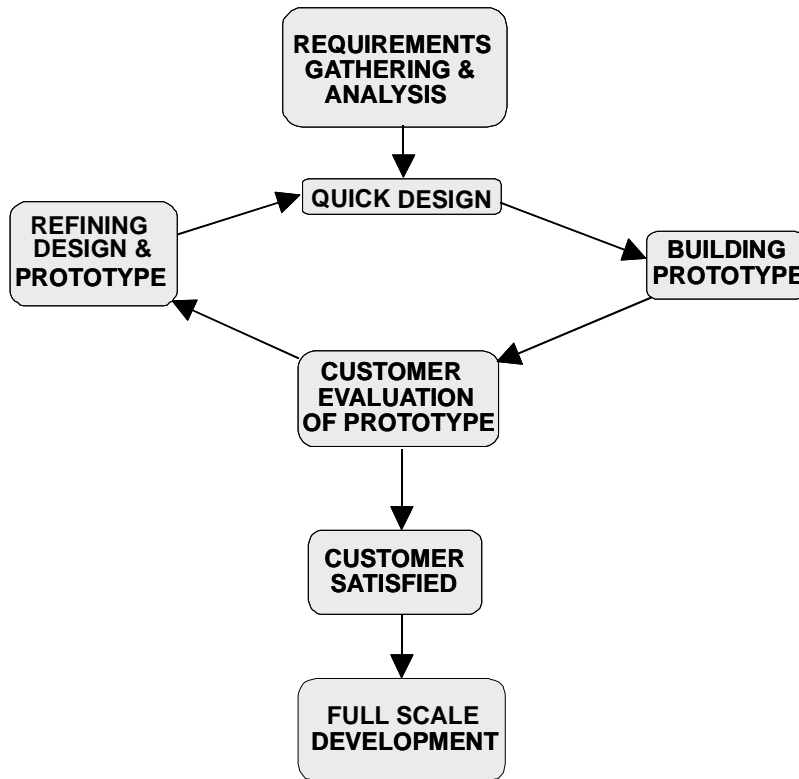 REQUIREMENTS
GATHERING &
ANALYSIS
QUICK DESIGN
REFINING
DESIGN &
PROTOTYPE
BUILDING
PROTOTYPE
CUSTOMER
EVALUATION
OF PROTOTYPE
CUSTOMER
SATISFIED
FULL SCALE
DEVELOPMENT